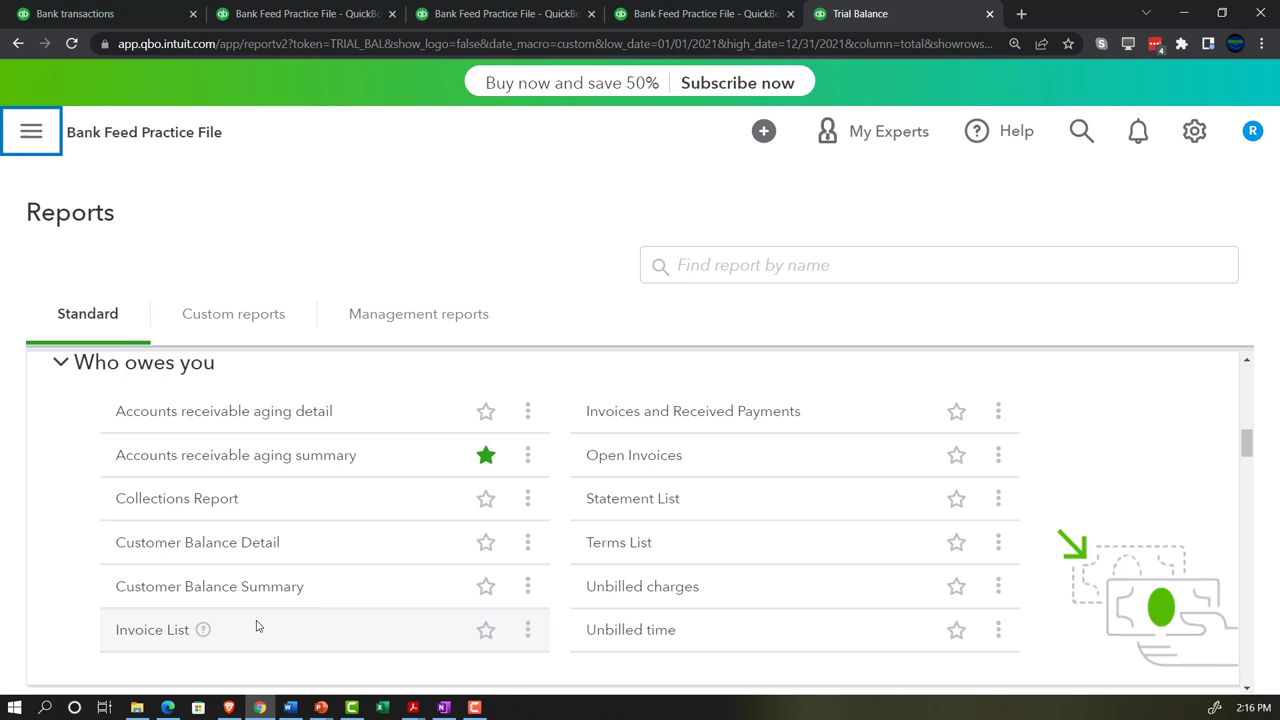 Bank transactions
Bank Feed Practice File - QuickBo
Bank Feed Practice File - QuickBo
Bank Feed Practice File - QuickBo
Trial Balance
app.qbo.intuit.com/app/reportv2?token=TRIAL_BAL&show_logo=false&date_macro=custom&low_date=01/01/2021&high_date=12/31/2021&column=total&showrows...
4
Buy now and save 50% Subscribe now
Bank Feed Practice File
My Experts
Help
R
Reports
Find report by name
Standard
Custom reports
Management reports
Who owes you
Accounts receivable aging detail
Invoices and Received Payments
Accounts receivable aging summary
Open Invoices
Collections Report
Statement List
Customer Balance Detail
Terms List
Customer Balance Summary
Unbilled charges
Invoice List
Unbilled time
2:16 PM